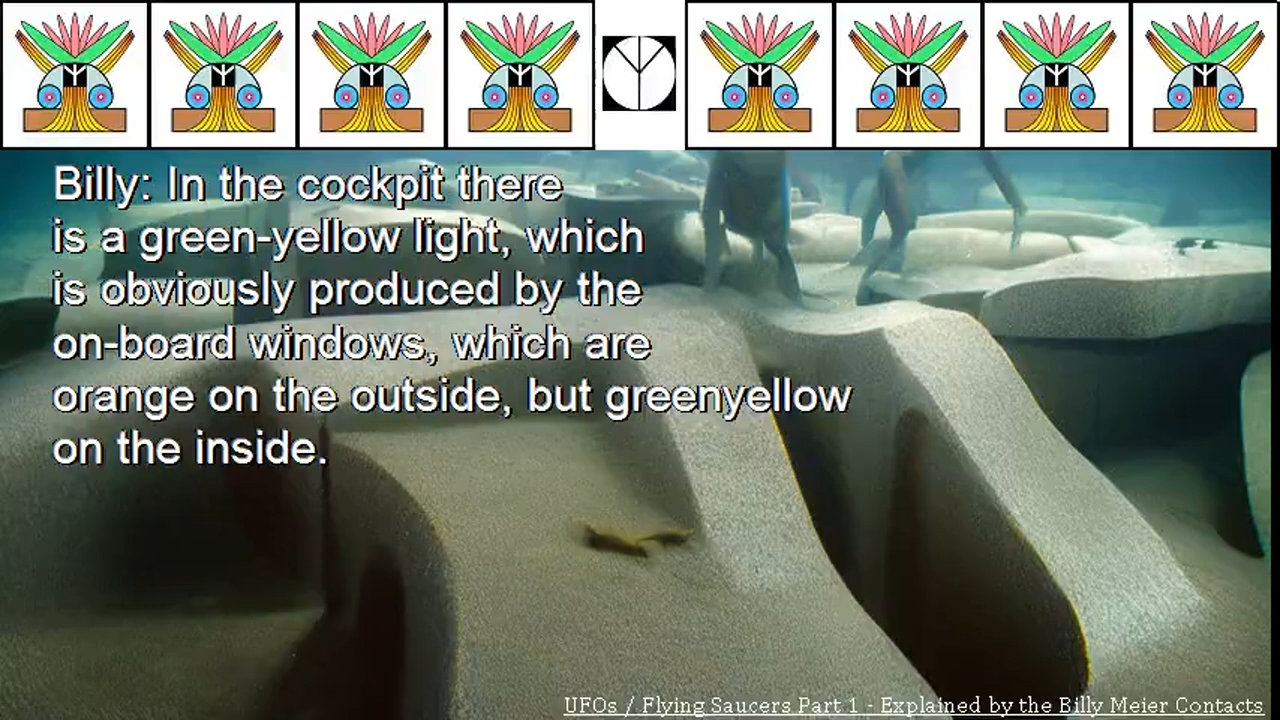 Billy: In the cockpit there
is a green-yellow light, which
is obviously produced by the
on-board windows, which are
orange on the outside, but greenyellow
on the inside.
UFOs / Flying Saucers Part 1 - Explained by the Billy Meier Contacts